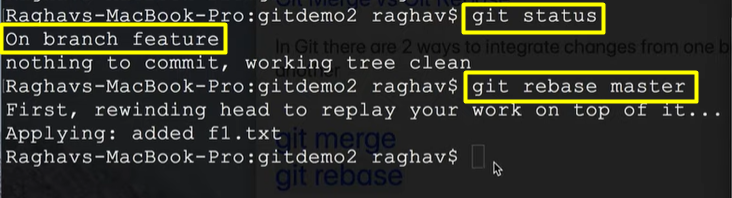 Raghavs-MacBook-Pro:gitdemo2 raghav$ git status
On branch feature
In Git there are 2 ways to integrate changes from one b
nothing to commit, working tree clean
another
Raghavs-MacBook-Pro:gitdemo2 raghav$ git rebase master
First, rewinding head to replay your work on top of it...
Applying: added f1.txt
git merge
Raghavs-MacBook-Pro:gitdemo2 raghav$
git rebase